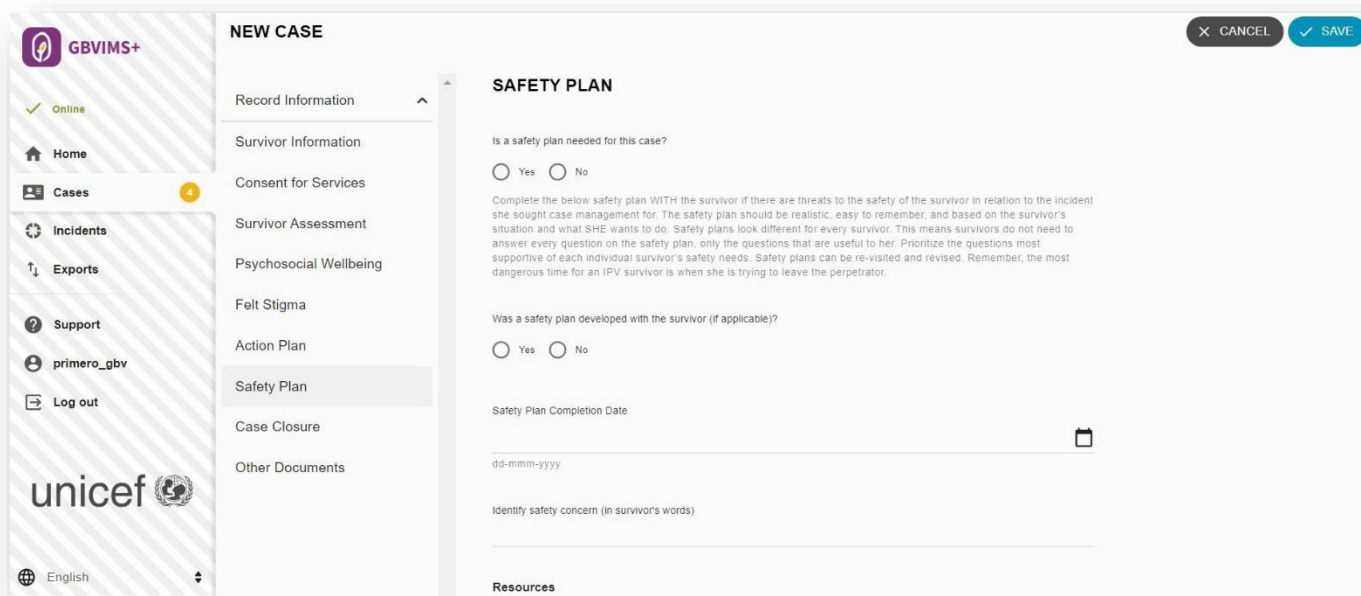 GBVIMS+
Online
Home
Cases
4
Incidents
Exports
Support
primero_gbv
Log out
unicef
English
NEW CASE
CANCEL
SAVE
Record Information
Survivor Information
Consent for Services
Survivor Assessment
Psychosocial Wellbeing
Felt Stigma
Action Plan
Safety Plan
Case Closure
Other Documents
SAFETY PLAN
Is a safety plan needed for this case?
Yes No
Complete the below safety plan WITH the survivor if there are threats to the safety of the survivor in relation to the incident
she sought case management for. The safety plan should be realistic, easy to remember, and based on the survivor's
situation and what SHE wants to do. Safety plans look different for every survivor. This means survivors do not need to
answer every question on the safety plan, only the questions that are useful to her. Prioritize the questions most
supportive of each individual survivor's safety needs. Safety plans can be re-visited and revised. Remember, the most
dangerous time for an IPV survivor is when she is trying to leave the perpetrator.
Was a safety plan developed with the survivor (if applicable)?
Yes No
Safety Plan Completion Date
dd-mmm-yyyy
Identify safety concern (in survivor's words)
Resources